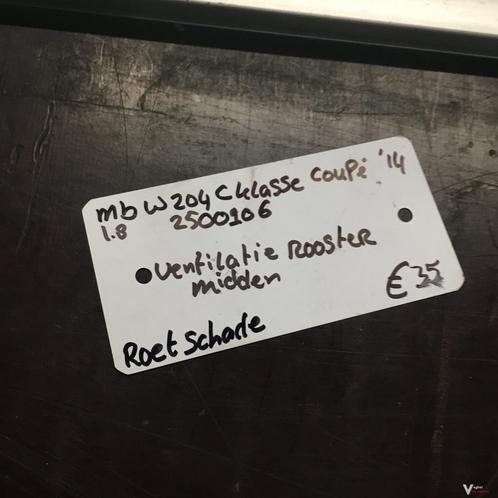 mb W204 C klasse Coupé '14
1.8 2500106
ventilatie Rooster
midden
€35
Roet Schade